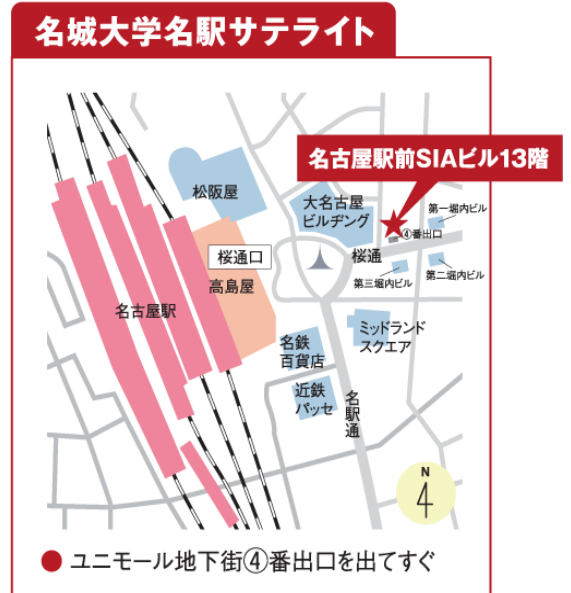 名城大学名駅サテライト
名古屋駅前SIAビル13階
松阪屋
大名古屋
ビルヂング
第一堀内ビル
④番出口
桜通口
桜通
高島屋
第三堀内ビル
第二堀内ビル
名古屋駅
ミッドランド
スクエア
名鉄
百貨店
近鉄
パッセ
名駅通
N
●ユニモール地下街④番出口を出てすぐ